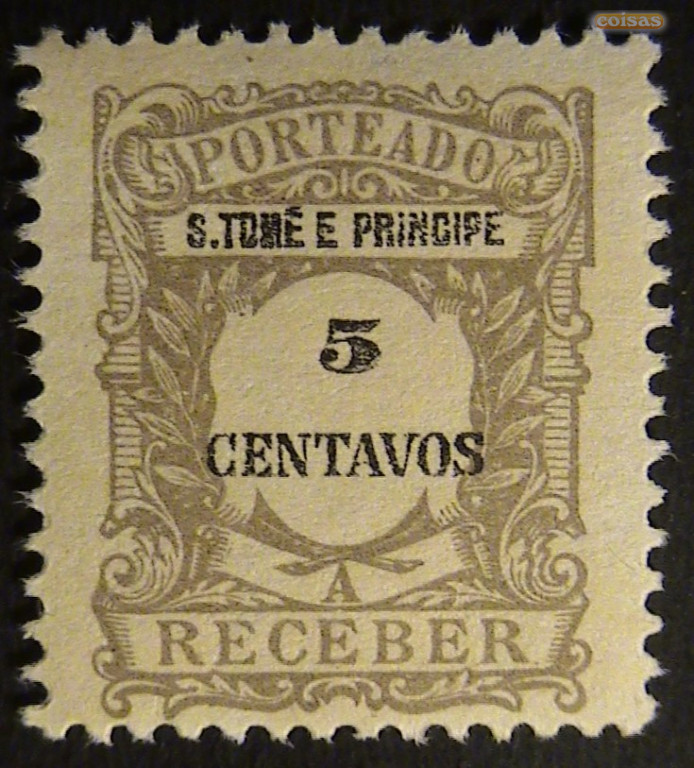 coisas
PORTEADO
S.TOMÉ E PRINCIPE
5
CENTAVOS
A
RECEBER